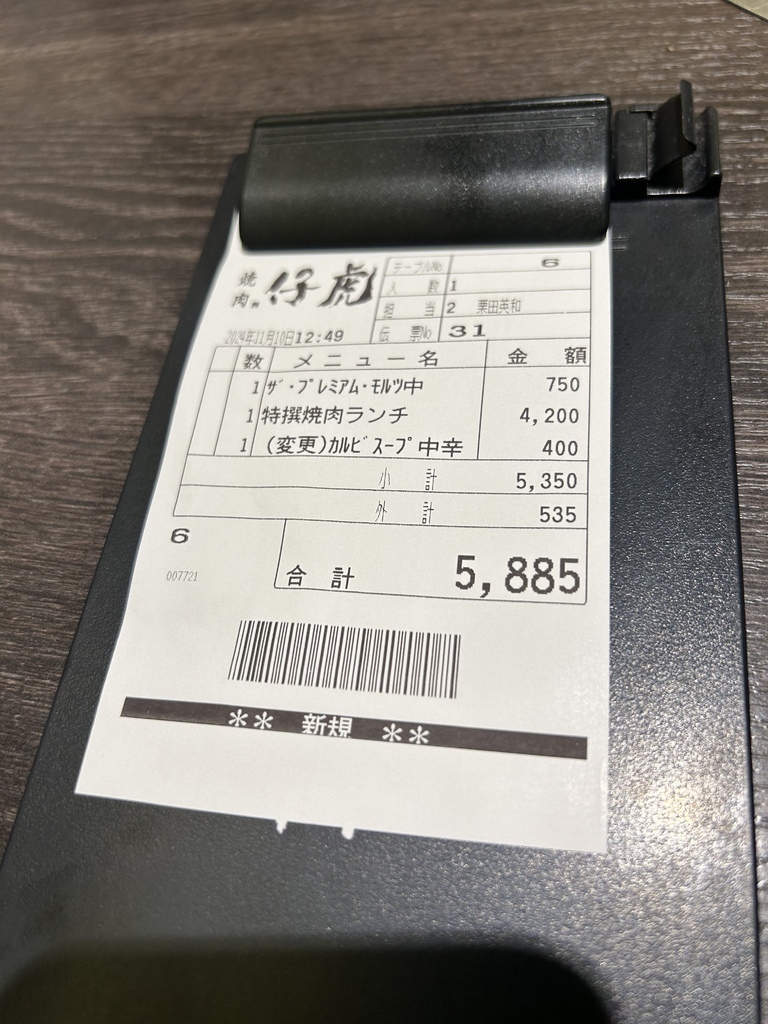 焼肉 仔虎
テーブルNo 6
人数 1
担当 2 栗田英和
2024年11月10日12:49 伝票No 31
数 メニュー名 金額
1 ザ・プレミアム・モルツ中 750
1 特撰焼肉ランチ 4,200
1 (変更)カルビスープ中辛 400
小計 5,350
外計 535
6
合計 5,885
007721
** 新規 **